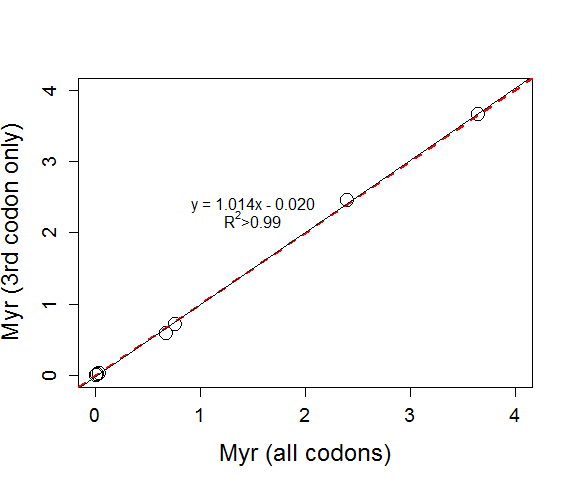 4
3
2
1
0
Myr (3rd codon only)
y = 1.014x - 0.020
R²>0.99
0 1 2 3 4
Myr (all codons)